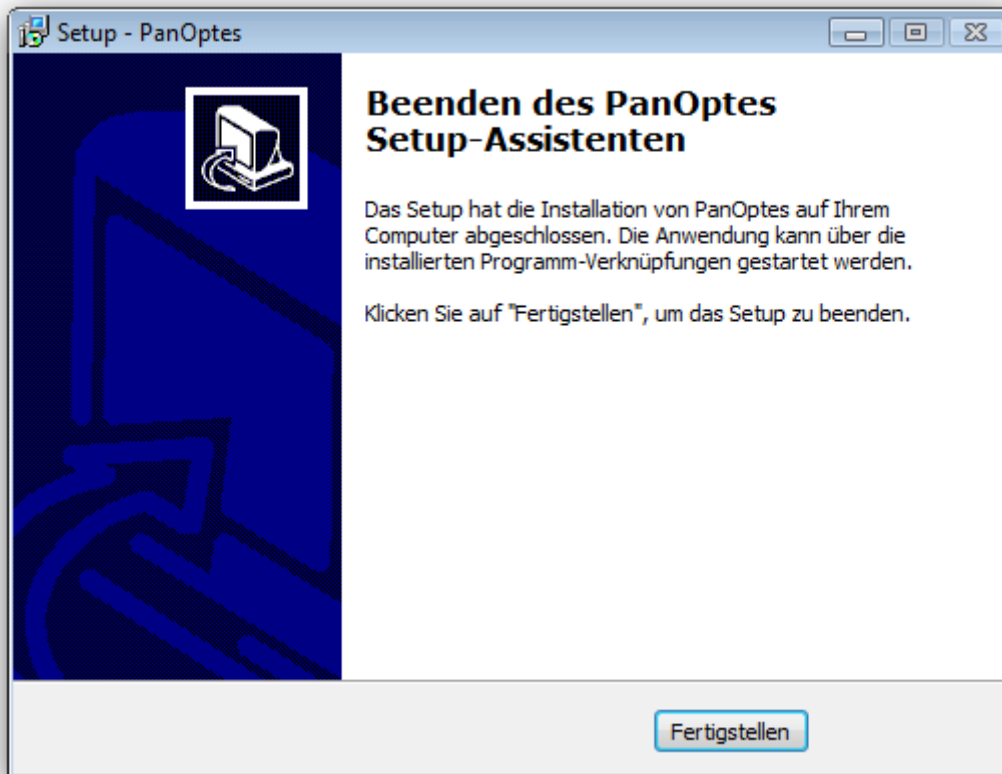 Setup - PanOptes
Beenden des PanOptes
Setup-Assistenten
Das Setup hat die Installation von PanOptes auf Ihrem
Computer abgeschlossen. Die Anwendung kann über die
installierten Programm-Verknüpfungen gestartet werden.
Klicken Sie auf "Fertigstellen", um das Setup zu beenden.
Fertigstellen